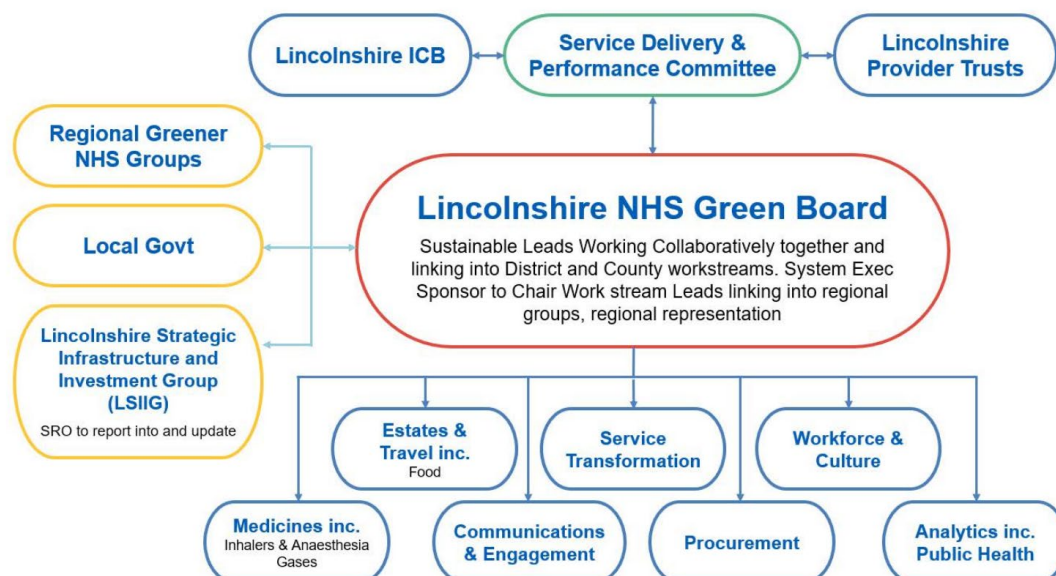 Lincolnshire ICB
Service Delivery &
Performance Committee
Lincolnshire
Provider Trusts
Regional Greener
NHS Groups
Local Govt
Lincolnshire Strategic
Infrastructure and
Investment Group
(LSIIG)
SRO to report into and update
Lincolnshire NHS Green Board
Sustainable Leads Working Collaboratively together and
linking into District and County workstreams. System Exec
Sponsor to Chair Work stream Leads linking into regional
groups, regional representation
Estates &
Travel inc.
Food
Service
Transformation
Workforce &
Culture
Medicines inc.
Inhalers & Anaesthesia
Gases
Communications
& Engagement
Procurement
Analytics inc.
Public Health